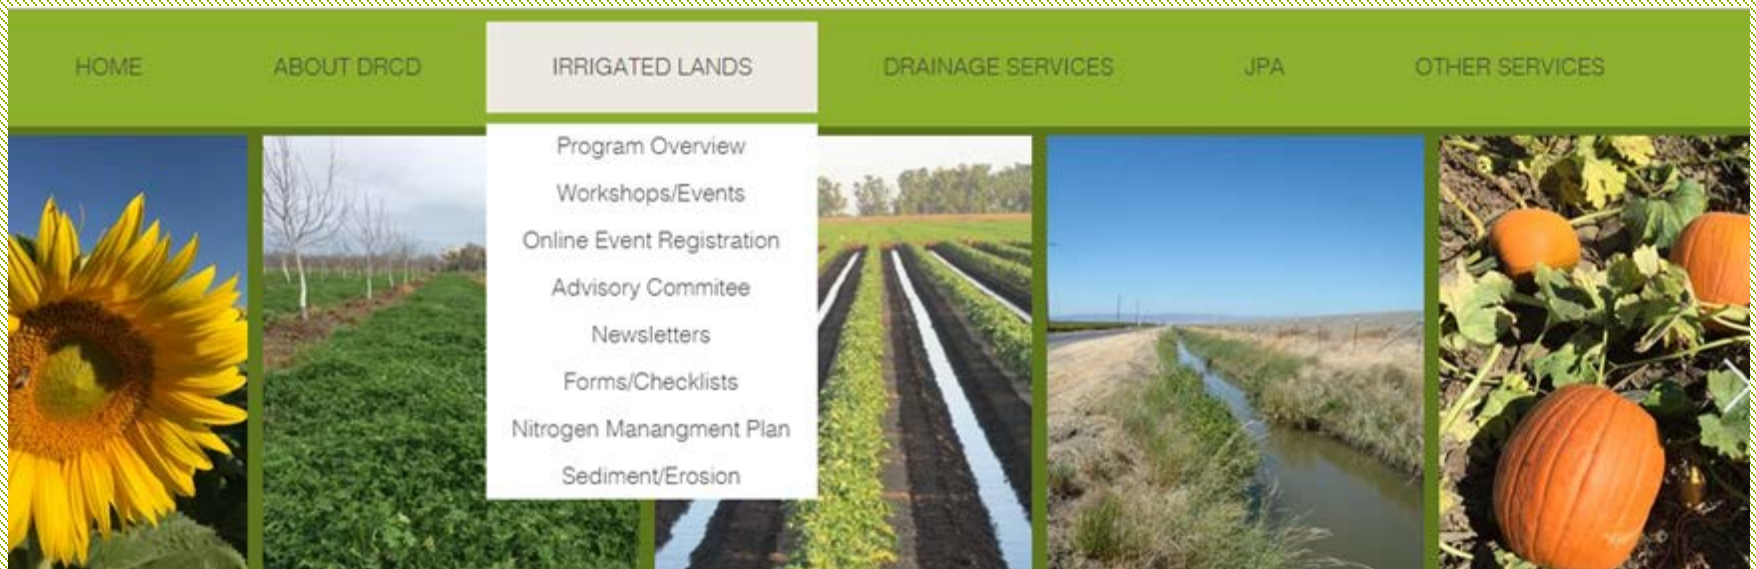 HOME ABOUT DRCD IRRIGATED LANDS DRAINAGE SERVICES JPA OTHER SERVICES
Program Overview
Workshops/Events
Online Event Registration
Advisory Commitee
Newsletters
Forms/Checklists
Nitrogen Manangment Plan
Sediment/Erosion